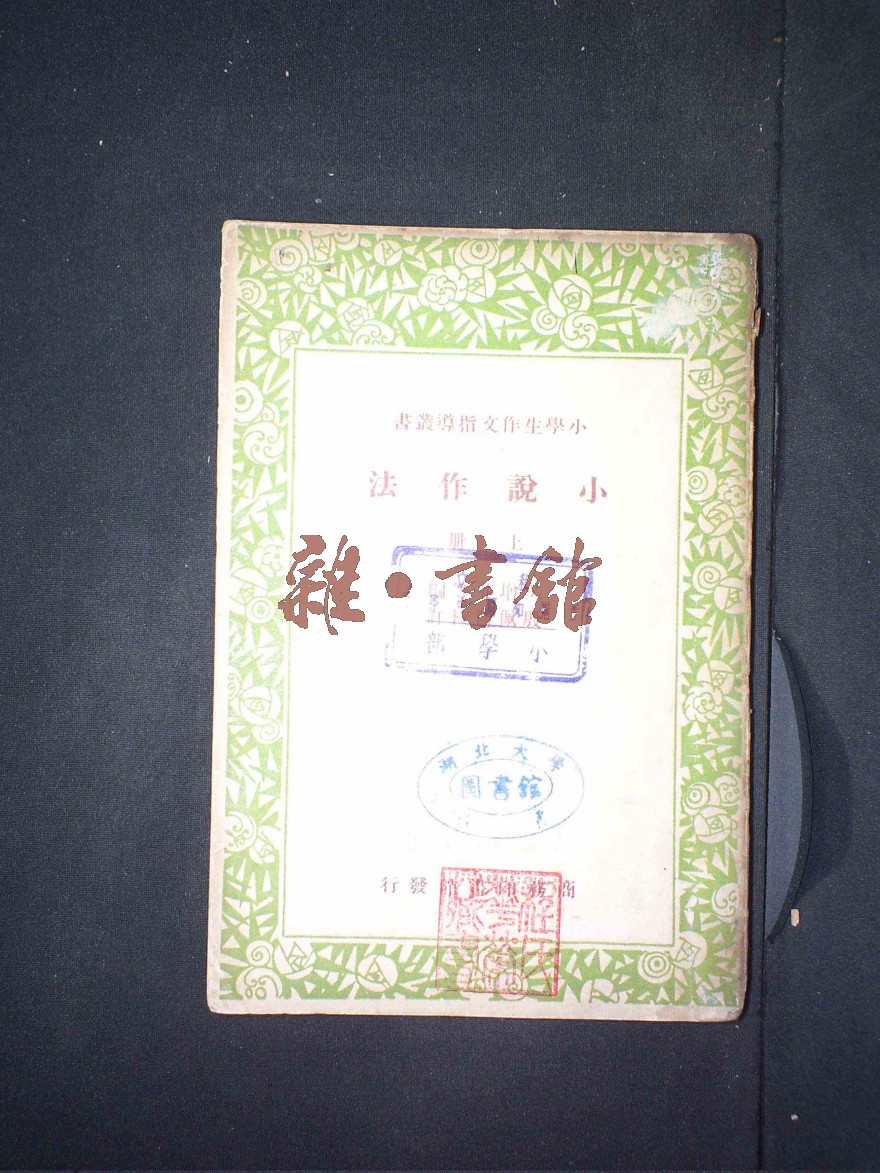 小學生作文指導叢書
小說作法
上冊
雜·書館
小學部
湖北大學
圖書館
商務印書館發行